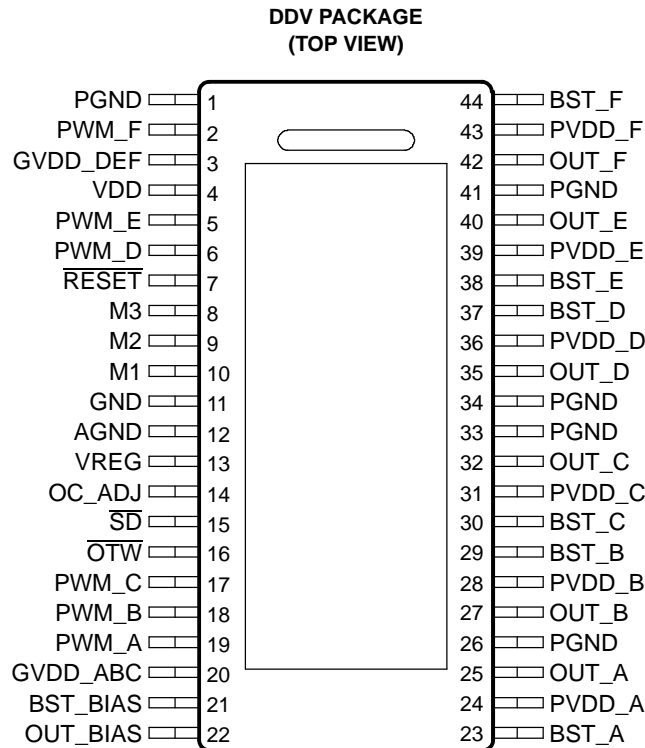 DDV PACKAGE
(TOP VIEW)
PGND 1 44 BST_F
PWM_F 2 43 PVDD_F
GVDD_DEF 3 42 OUT_F
VDD 4 41 PGND
PWM_E 5 40 OUT_E
PWM_D 6 39 PVDD_E
RESET 7 38 BST_E
M3 8 37 BST_D
M2 9 36 PVDD_D
M1 10 35 OUT_D
GND 11 34 PGND
AGND 12 33 PGND
VREG 13 32 OUT_C
OC_ADJ 14 31 PVDD_C
SD 15 30 BST_C
OTW 16 29 BST_B
PWM_C 17 28 PVDD_B
PWM_B 18 27 OUT_B
PWM_A 19 26 PGND
GVDD_ABC 20 25 OUT_A
BST_BIAS 21 24 PVDD_A
OUT_BIAS 22 23 BST_A